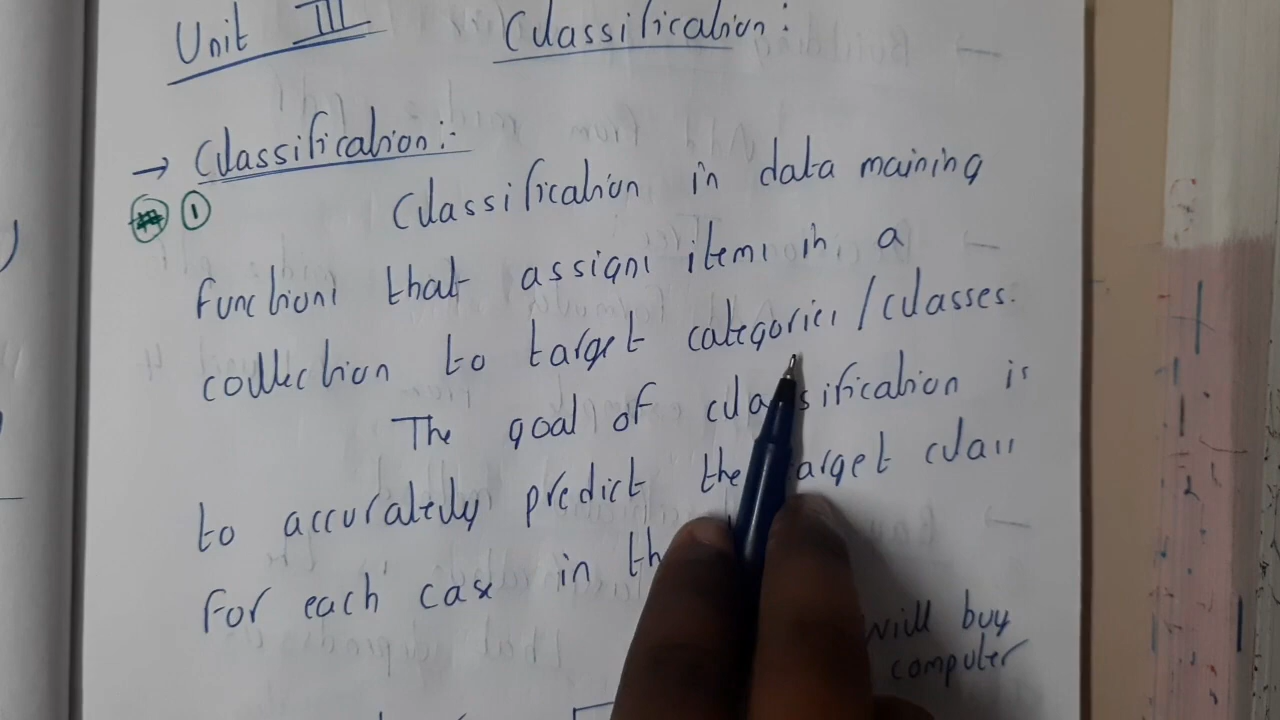 Unit III Classification:
→ Classification:-
① Classification in data maining
functions that assigns items in a
collection to target categories/classes.
The goal of classification is
to accurately predict the target class
For each case in
will buy
computer